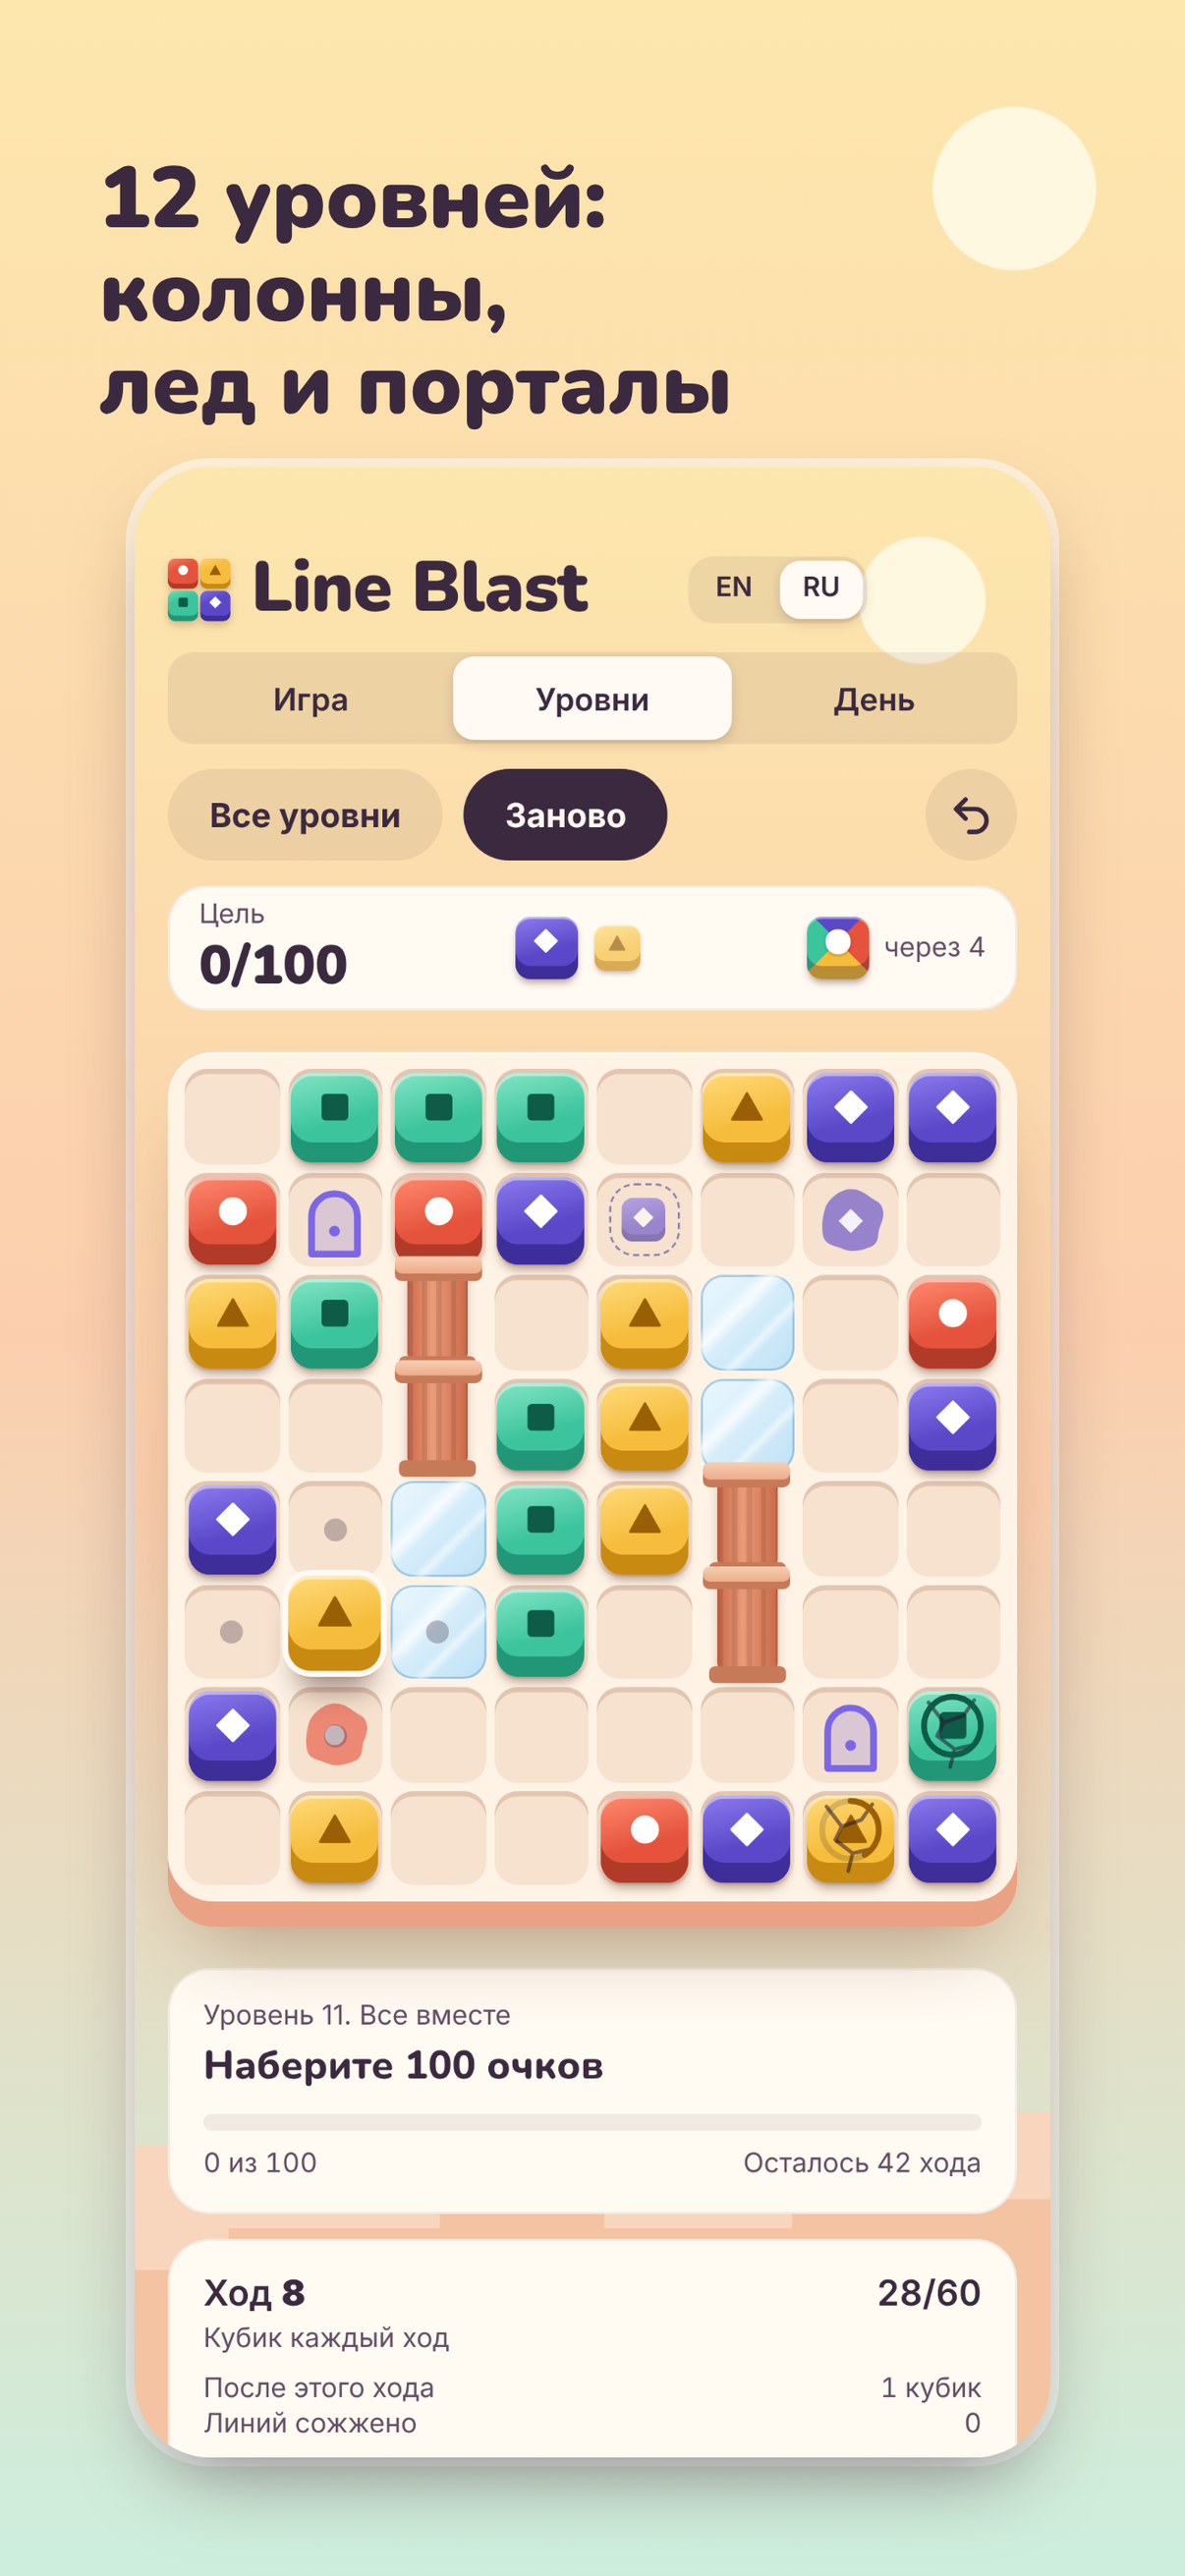 12 уровней:
колонны,
лед и порталы
Line Blast
EN RU
Игра Уровни День
Все уровни Заново
Цель
0/100
через 4
Уровень 11. Все вместе
Наберите 100 очков
0 из 100 Осталось 42 хода
Ход 8 28/60
Кубик каждый ход
После этого хода 1 кубик
Линий сожжено 0